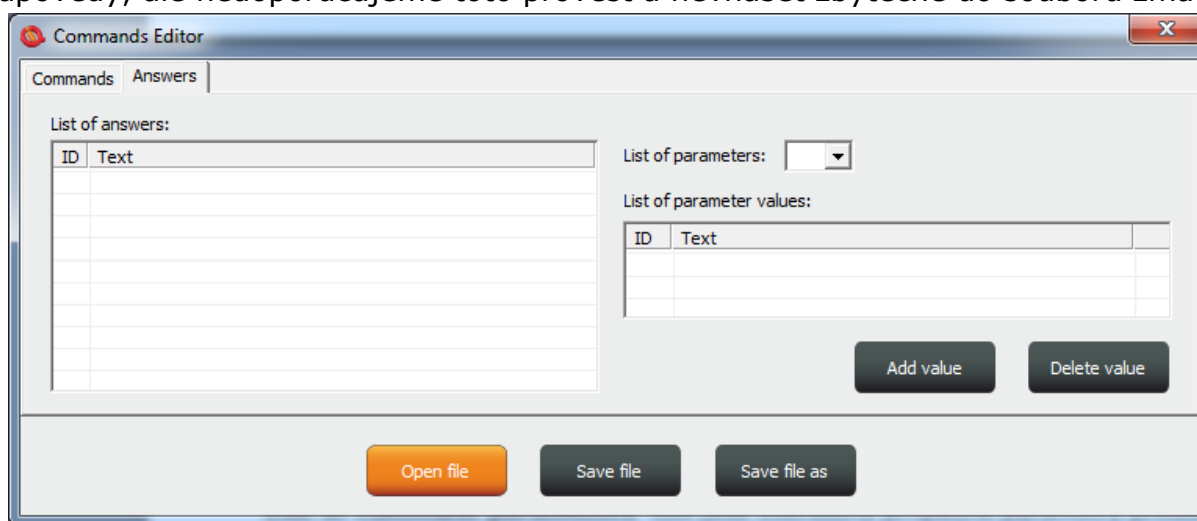 Commands Editor
Commands Answers
List of answers:
ID Text
List of parameters:
List of parameter values:
ID Text
Add value Delete value
Open file Save file Save file as